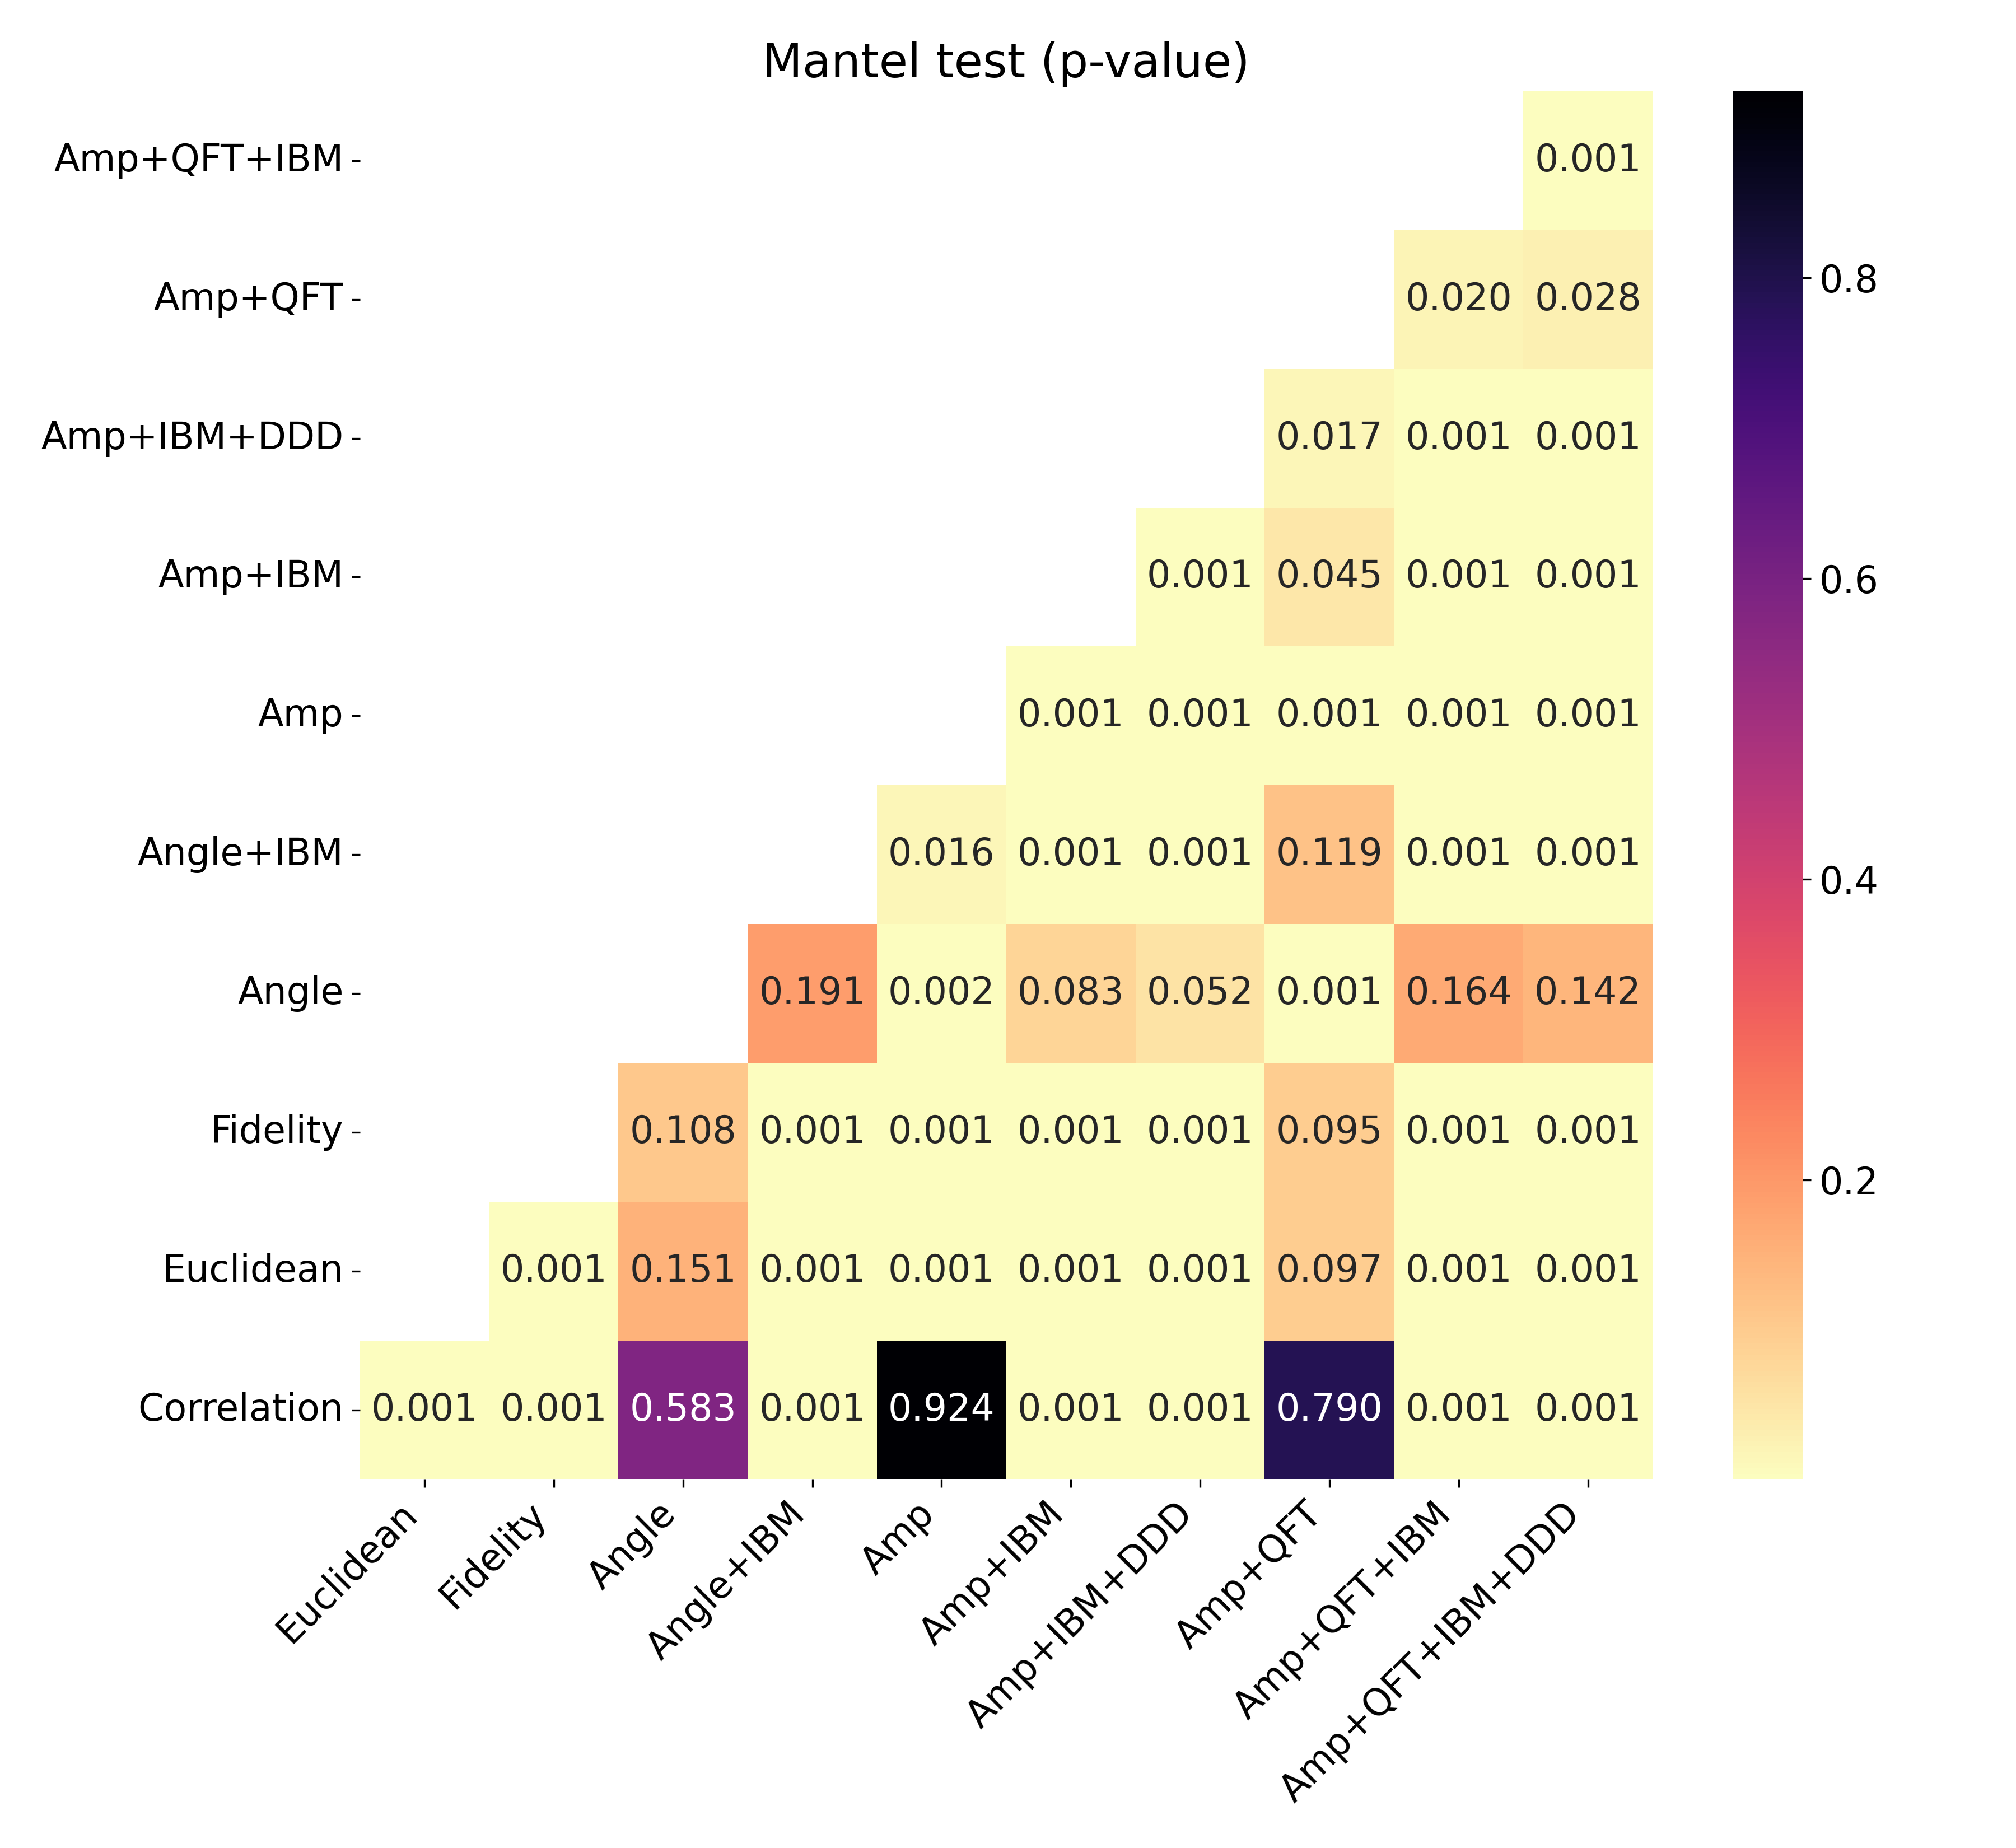 Mantel test (p-value)
Amp+QFT+IBM 0.001
Amp+QFT 0.020 0.028
Amp+IBM+DDD 0.017 0.001 0.001
Amp+IBM 0.001 0.045 0.001 0.001
Amp 0.001 0.001 0.001 0.001 0.001
Angle+IBM 0.016 0.001 0.001 0.119 0.001 0.001
Angle 0.191 0.002 0.083 0.052 0.001 0.164 0.142
Fidelity 0.108 0.001 0.001 0.001 0.001 0.095 0.001 0.001
Euclidean 0.001 0.151 0.001 0.001 0.001 0.001 0.097 0.001 0.001
Correlation 0.001 0.001 0.583 0.001 0.924 0.001 0.001 0.790 0.001 0.001
Euclidean
Fidelity
Angle
Angle+IBM
Amp
Amp+IBM
Amp+IBM+DDD
Amp+QFT
Amp+QFT+IBM
Amp+QFT+IBM+DDD
0.8
0.6
0.4
0.2